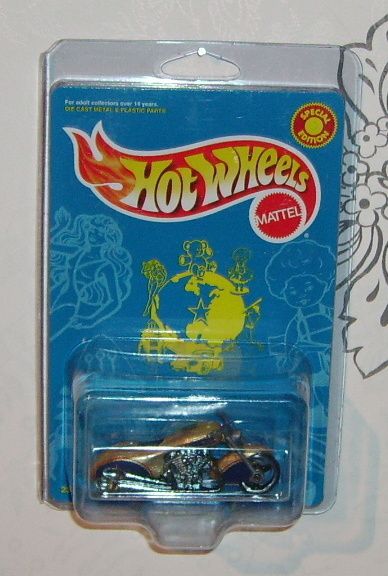 For adult collectors over 14 years.
DIE CAST METAL & PLASTIC PARTS
SPECIAL
EDITION
HOT WHEELS
MATTEL